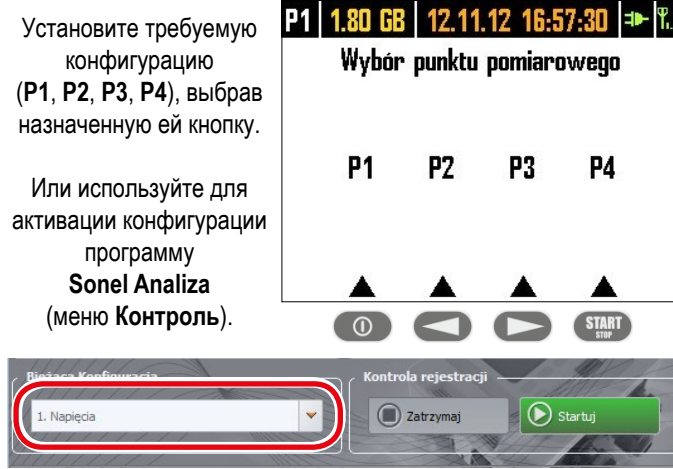 Установите требуемую
конфигурацию
(P1, P2, P3, P4), выбрав
назначенную ей кнопку.
Или используйте для
активации конфигурации
программу
Sonel Analiza
(меню Контроль).
P1 1.80 GB 12.11.12 16:57:30
Wybór punktu pomiarowego
P1 P2 P3 P4
START
STOP
Bieżąca Konfiguracja
1. Napięcia
Kontrola rejestracji
Zatrzymaj
Startuj